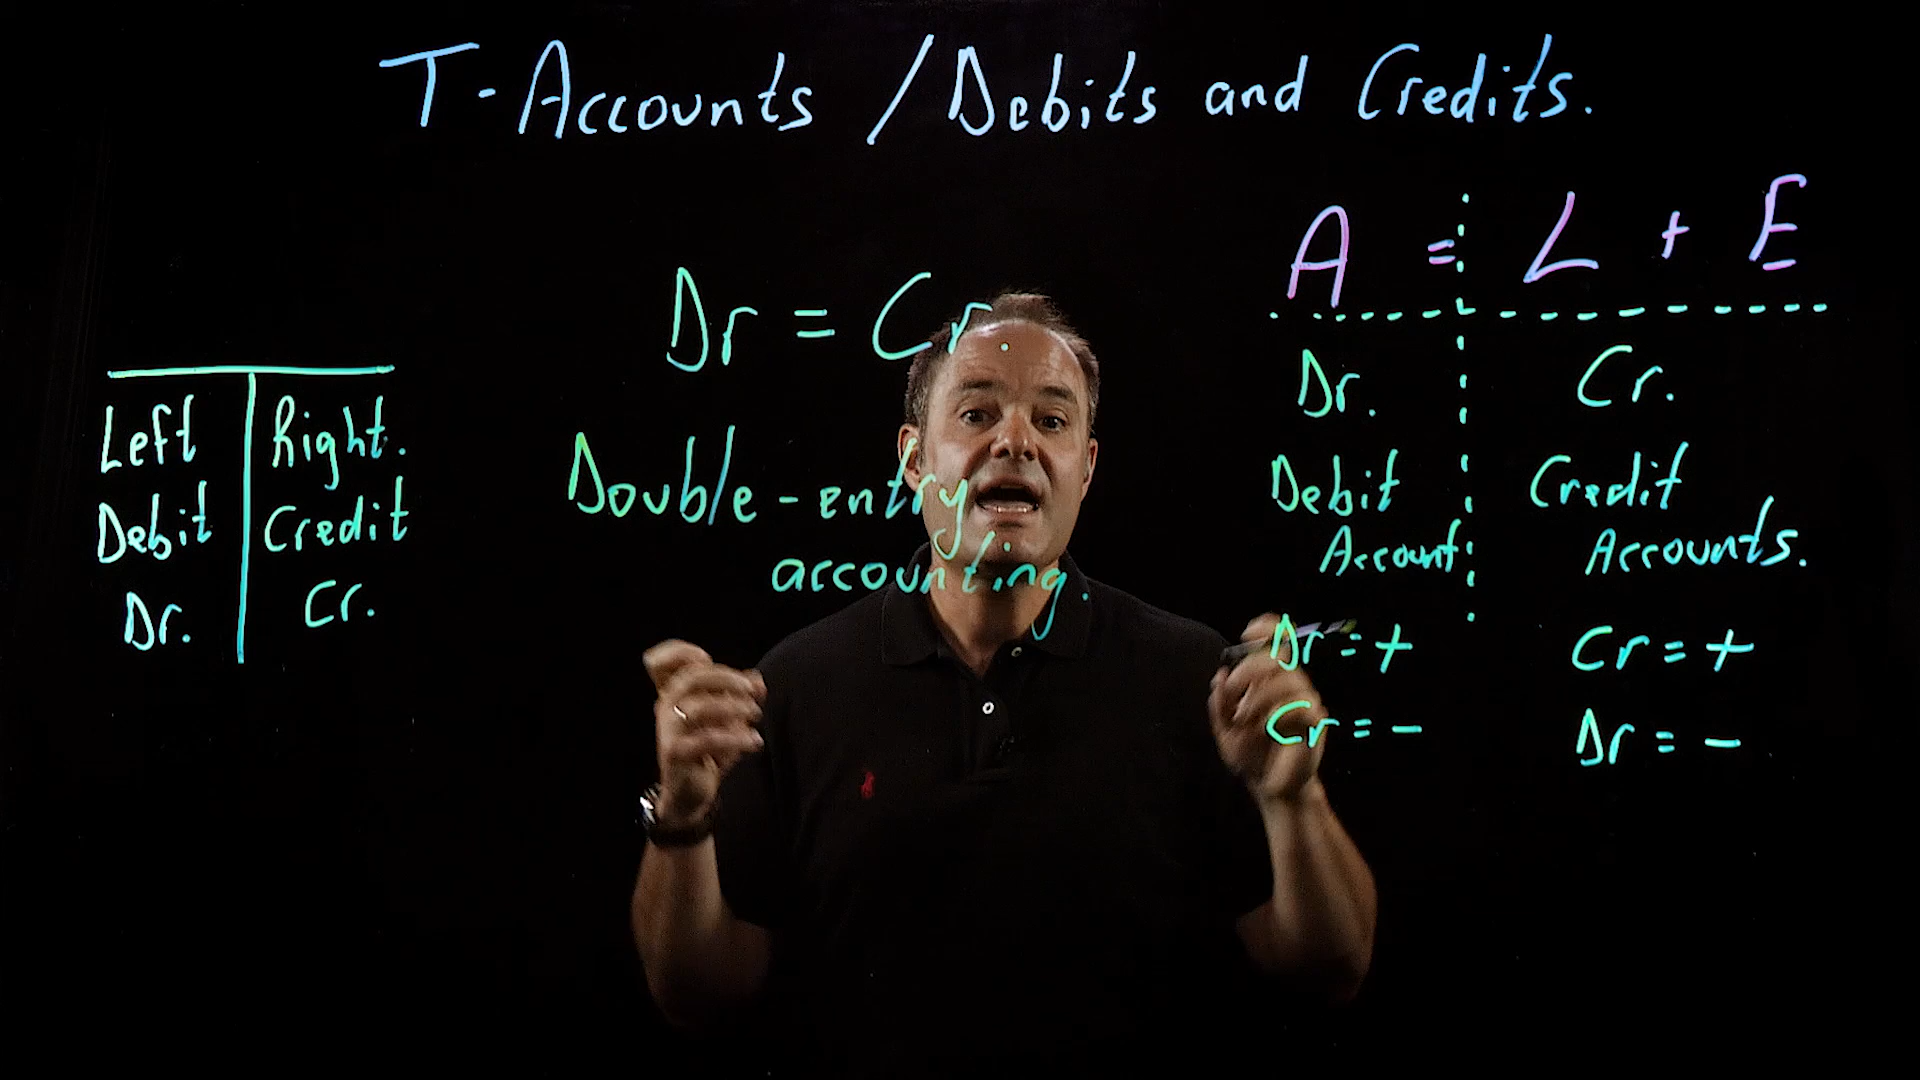 T-Accounts / Debits and Credits.
Left | Right.
Debit | Credit
Dr. | Cr.
Dr = Cr.
Double-entry
accounting.
A = L + E
Dr. Cr.
Debit Credit
Account Accounts.
Dr = + Cr = +
Cr = - Dr = -